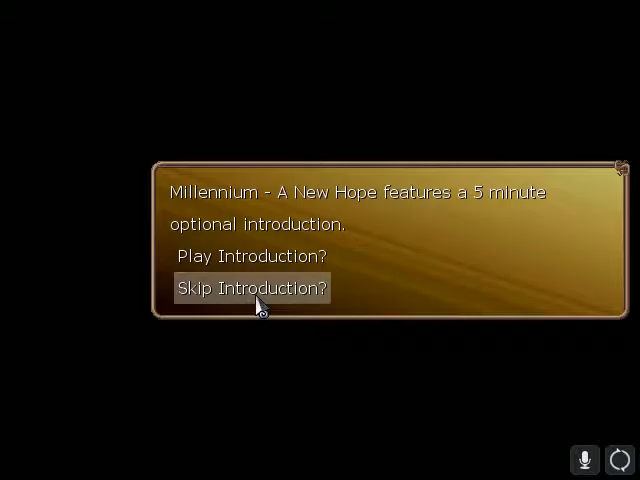 Millennium - A New Hope features a 5 minute
optional introduction.
Play Introduction?
Skip Introduction?